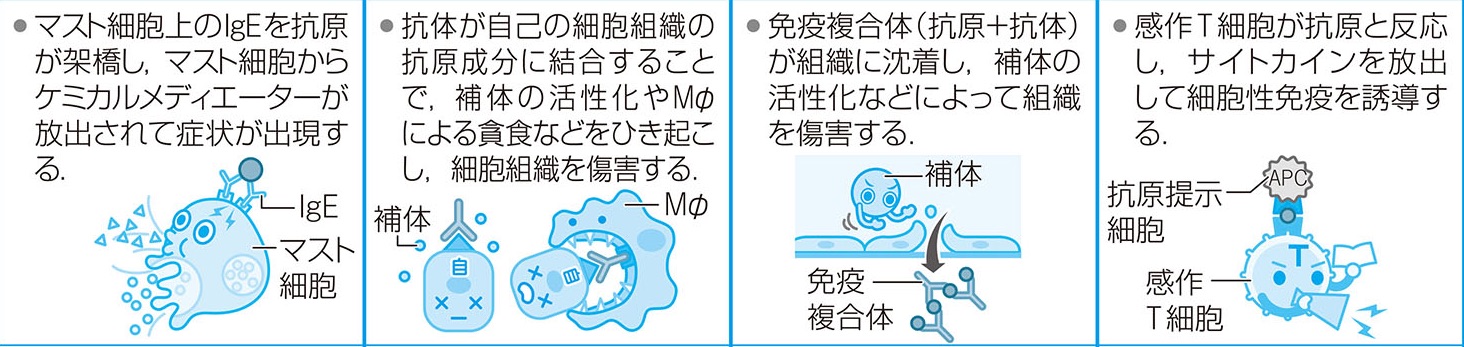 ● マスト細胞上のIgEを抗原
が架橋し，マスト細胞から
ケミカルメディエーターが
放出されて症状が出現す
る．
IgE
マスト
細胞
● 抗体が自己の細胞組織の
抗原成分に結合すること
で，補体の活性化やMφ
による貪食などをひき起こ
し，細胞組織を傷害する．
補体
Mφ
自
自
● 免疫複合体（抗原＋抗体）
が組織に沈着し，補体の
活性化などによって組織
を傷害する．
補体
免疫
複合体
● 感作T細胞が抗原と反応
し，サイトカインを放出
して細胞性免疫を誘導す
る．
APC
抗原提示
細胞
T
感作
T細胞